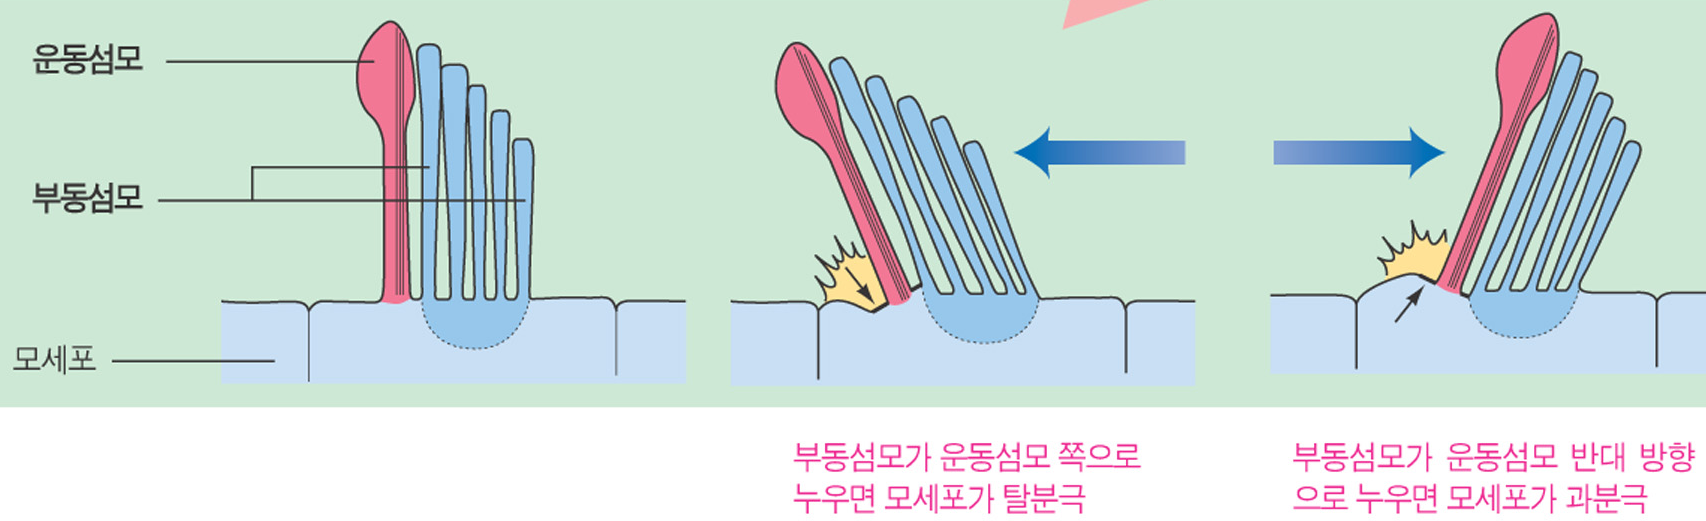 운동섬모
부동섬모
모세포
부동섬모가 운동섬모 쪽으로
누우면 모세포가 탈분극
부동섬모가 운동섬모 반대 방향
으로 누우면 모세포가 과분극